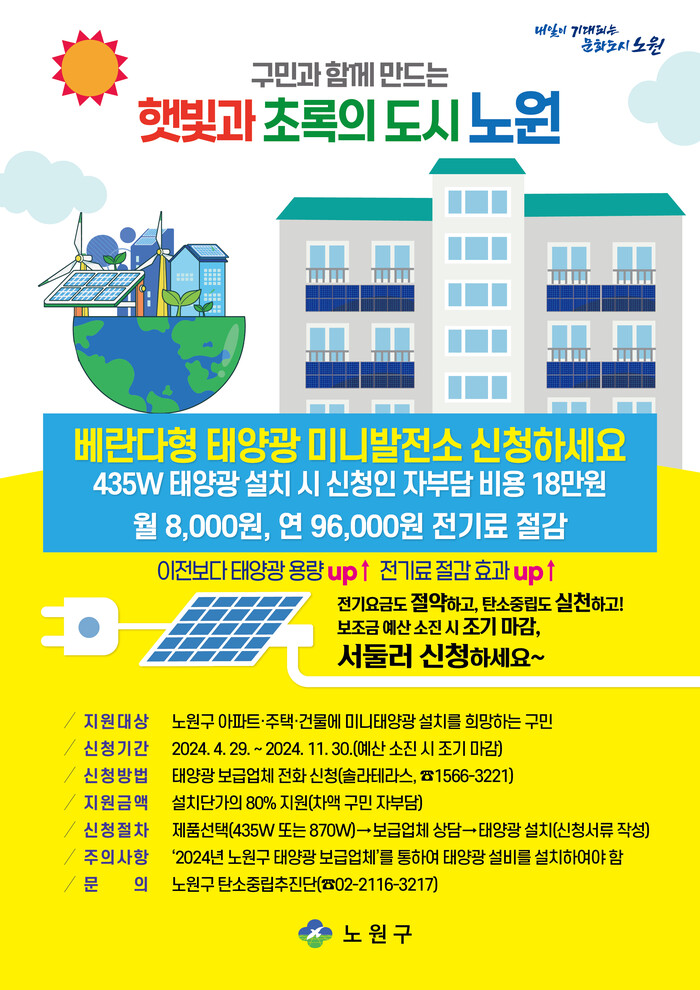 내일이 기대되는
문화도시 노원
구민과 함께 만드는
햇빛과 초록의 도시 노원
베란다형 태양광 미니발전소 신청하세요
435W 태양광 설치 시 신청인 자부담 비용 18만원
월 8,000원, 연 96,000원 전기료 절감
이전보다 태양광 용량 up↑ 전기료 절감 효과 up↑
전기요금도 절약하고, 탄소중립도 실천하고!
보조금 예산 소진 시 조기 마감,
서둘러 신청하세요~
/ 지원대상 노원구 아파트·주택·건물에 미니태양광 설치를 희망하는 구민
/ 신청기간 2024. 4. 29. ~ 2024. 11. 30.(예산 소진 시 조기 마감)
/ 신청방법 태양광 보급업체 전화 신청(솔라테라스, ☎1566-3221)
/ 지원금액 설치단가의 80% 지원(차액 구민 자부담)
/ 신청절차 제품선택(435W 또는 870W)→보급업체 상담→태양광 설치(신청서류 작성)
/ 주의사항 ‘2024년 노원구 태양광 보급업체’를 통하여 태양광 설비를 설치하여야 함
/ 문 의 노원구 탄소중립추진단(☎02-2116-3217)
노원구